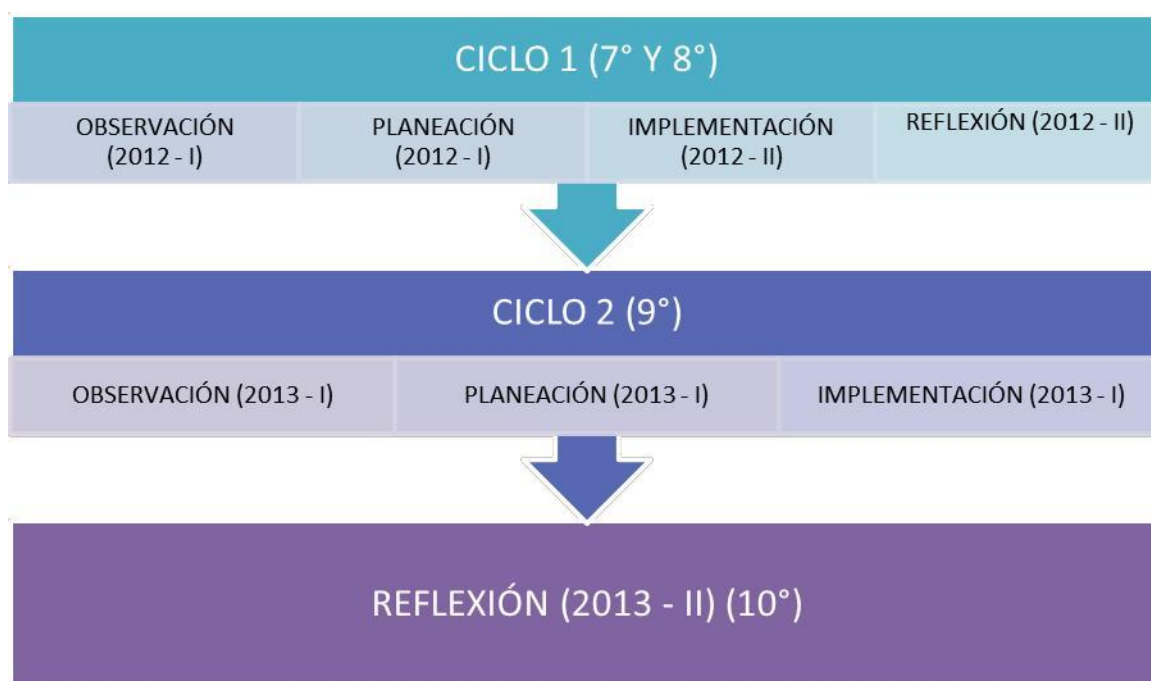 CICLO 1 (7° Y 8°)
OBSERVACIÓN
(2012 - I)
PLANEACIÓN
(2012 - I)
IMPLEMENTACIÓN
(2012 - II)
REFLEXIÓN (2012 - II)
CICLO 2 (9°)
OBSERVACIÓN (2013 - I)
PLANEACIÓN (2013 - I)
IMPLEMENTACIÓN (2013 - I)
REFLEXIÓN (2013 - II) (10°)